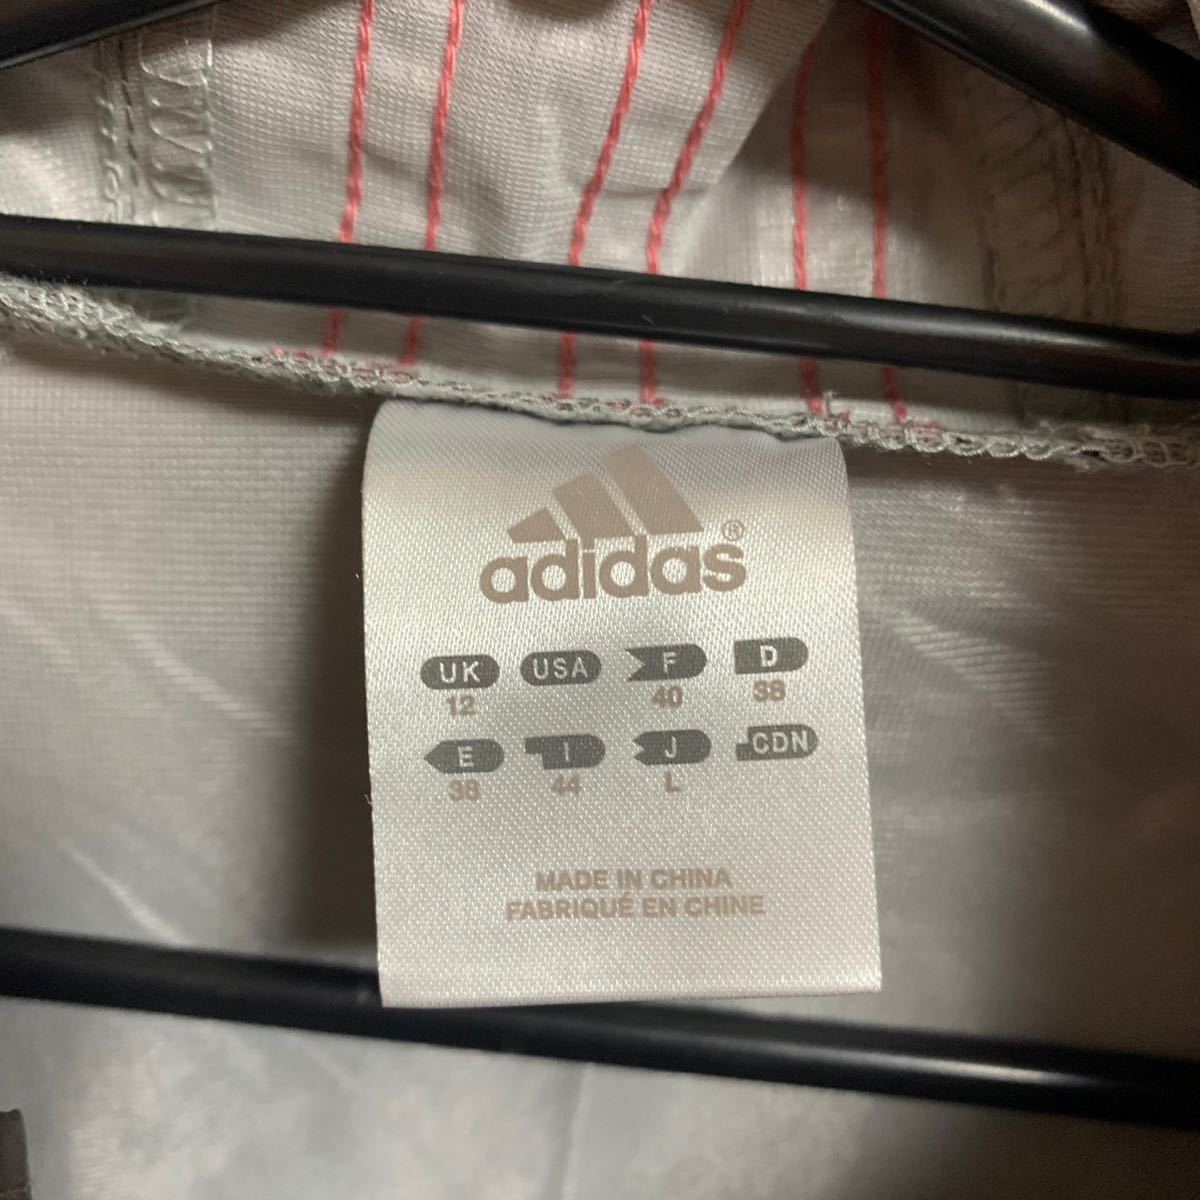 adidas®
UK USA F D
12 40 38
E I J CDN
38 44 L
MADE IN CHINA
FABRIQUÉ EN CHINE